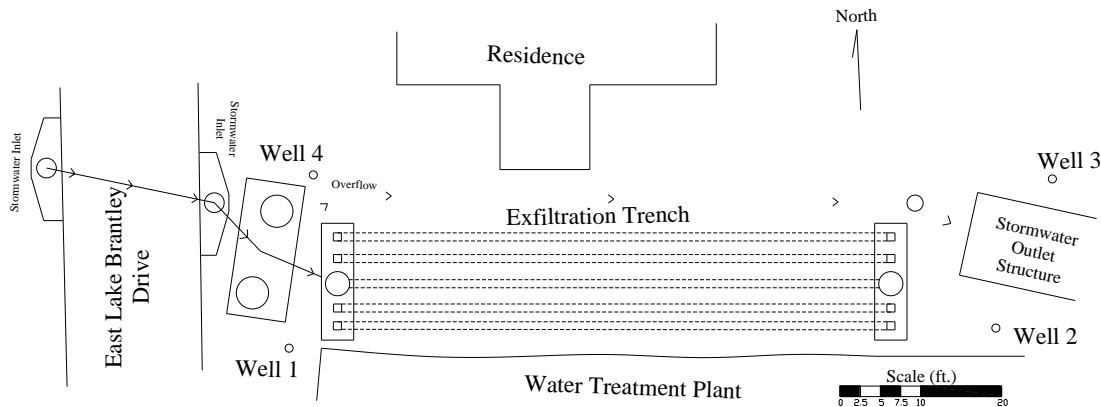 North
Residence
Stormwater Inlet
Stormwater
Inlet
Well 4
Overflow
Well 3
Exfiltration Trench
Stormwater
Outlet
Structure
East Lake Brantley
Drive
Well 1
Well 2
Water Treatment Plant
Scale (ft.)
0 2.5 5 7.5 10 20